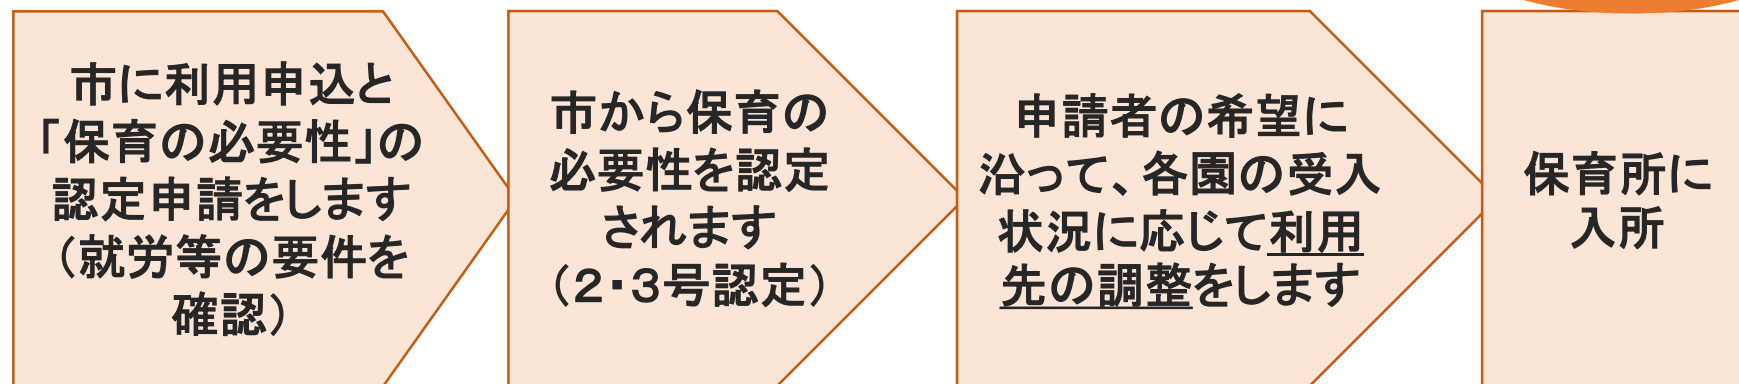 市に利用申込と
「保育の必要性」の
認定申請をします
（就労等の要件を
確認）
市から保育の
必要性を認定
されます
（２・３号認定）
申請者の希望に
沿って、各園の受入
状況に応じて利用
先の調整をします
保育所に
入所